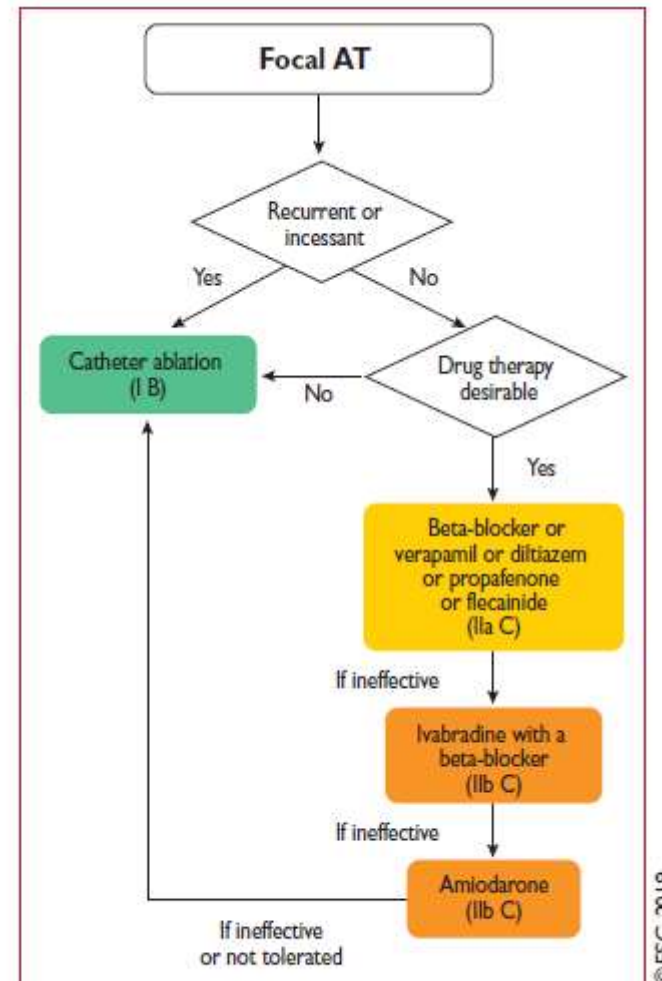 Focal AT
Recurrent or
incessant
Yes
No
Catheter ablation
(I B)
Drug therapy
desirable
No
Yes
Beta-blocker or
verapamil or diltiazem
or propafenone
or flecainide
(IIa C)
If ineffective
Ivabradine with a
beta-blocker
(IIb C)
If ineffective
Amiodarone
(IIb C)
If ineffective
or not tolerated
©ESC 2019